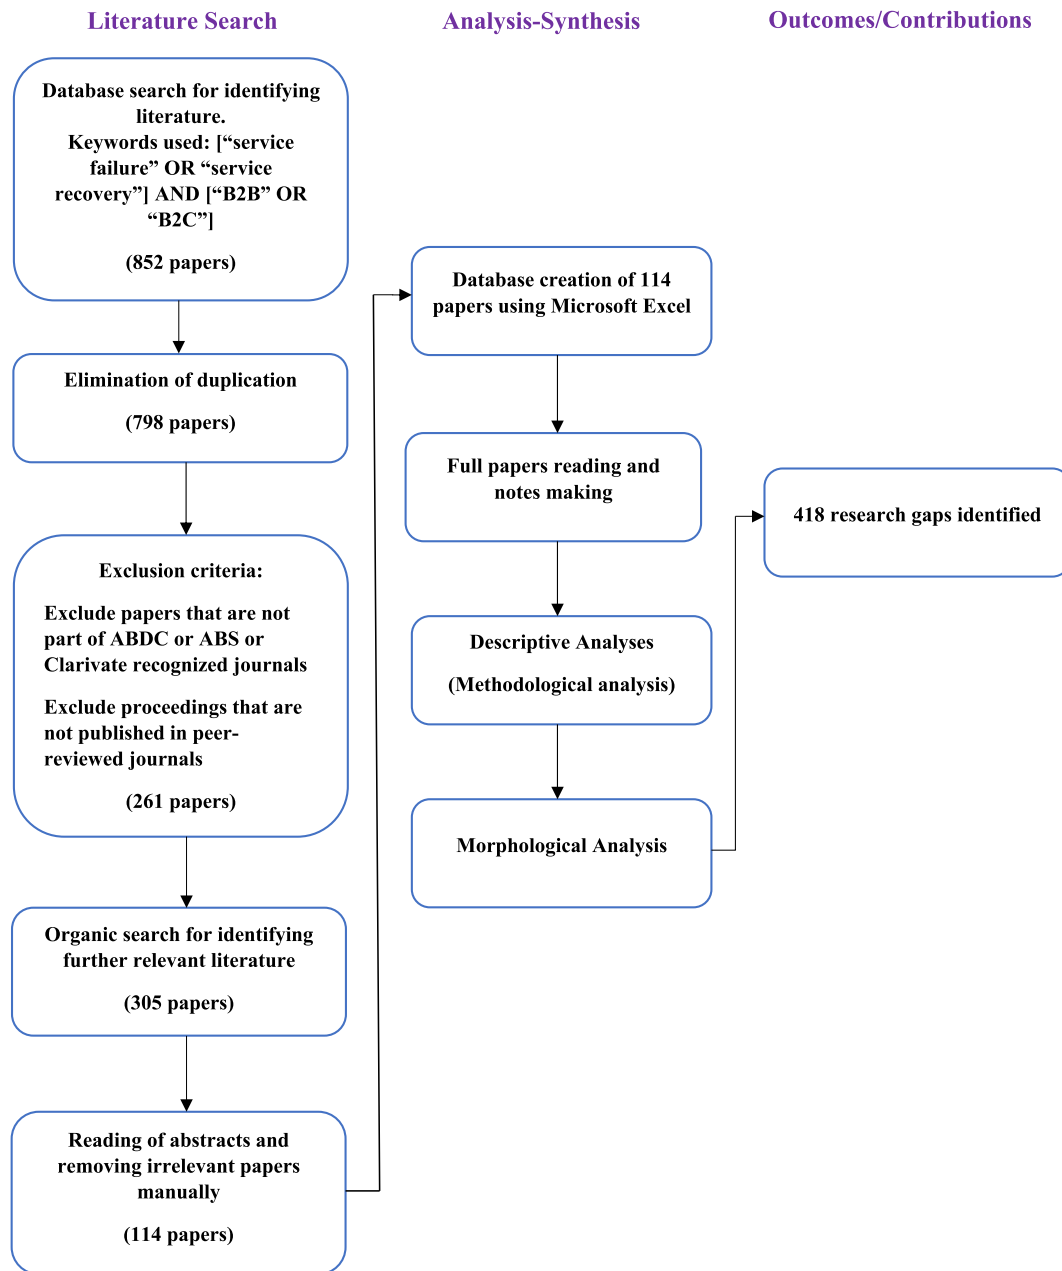 Literature Search
Analysis-Synthesis
Outcomes/Contributions
Database search for identifying
literature.
Keywords used: [“service
failure” OR “service
recovery”] AND [“B2B” OR
“B2C”]
(852 papers)
Elimination of duplication
(798 papers)
Exclusion criteria:
Exclude papers that are not
part of ABDC or ABS or
Clarivate recognized journals
Exclude proceedings that are
not published in peer-
reviewed journals
(261 papers)
Organic search for identifying
further relevant literature
(305 papers)
Reading of abstracts and
removing irrelevant papers
manually
(114 papers)
Database creation of 114
papers using Microsoft Excel
Full papers reading and
notes making
Descriptive Analyses
(Methodological analysis)
Morphological Analysis
418 research gaps identified